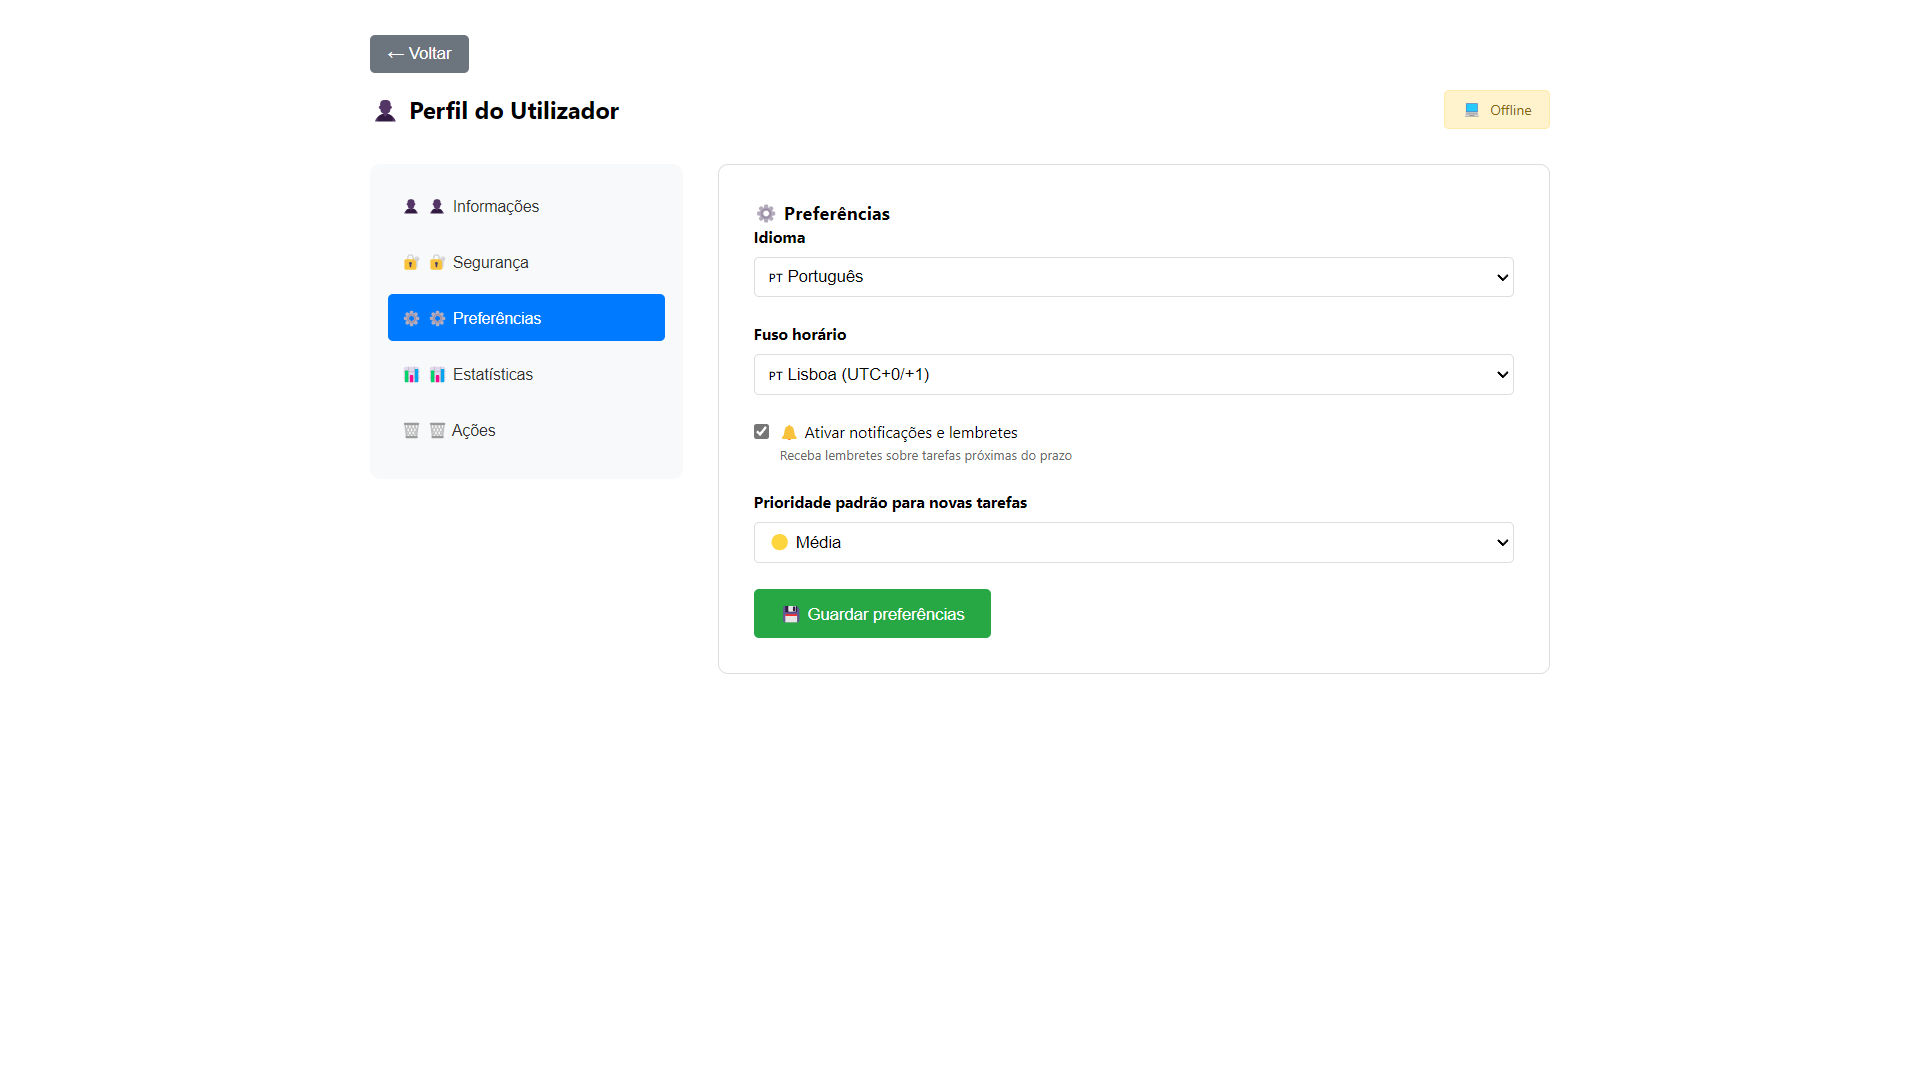 ← Voltar
Perfil do Utilizador
Offline
Informações
Segurança
Preferências
Estatísticas
Ações
Preferências
Idioma
PT Português
Fuso horário
PT Lisboa (UTC+0/+1)
Ativar notificações e lembretes
Receba lembretes sobre tarefas próximas do prazo
Prioridade padrão para novas tarefas
Média
Guardar preferências